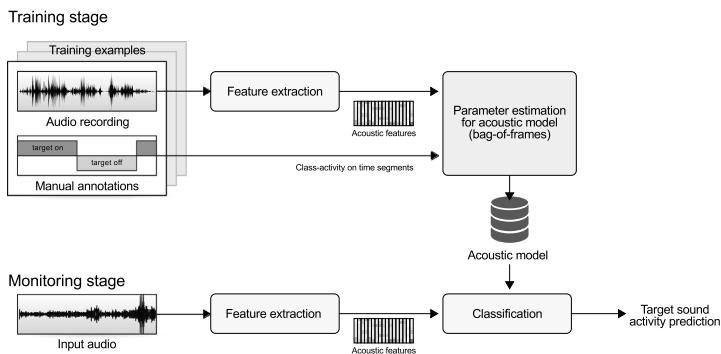 Training stage
Training examples
Audio recording
target on
target off
Manual annotations
Feature extraction
Acoustic features
Class-activity on time segments
Parameter estimation
for acoustic model
(bag-of-frames)
Acoustic model
Monitoring stage
Input audio
Feature extraction
Acoustic features
Classification
Target sound
activity prediction